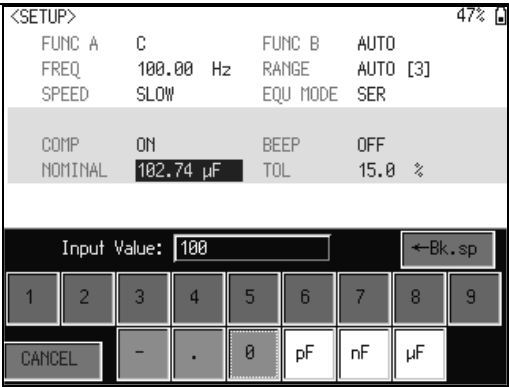 <SETUP> 47%
FUNC A C FUNC B AUTO
FREQ 100.00 Hz RANGE AUTO [3]
SPEED SLOW EQU MODE SER
COMP ON BEEP OFF
NOMINAL 102.74 μF TOL 15.0 %
Input Value: 100 ←Bk.sp
1 2 3 4 5 6 7 8 9
CANCEL - . 0 pF nF μF